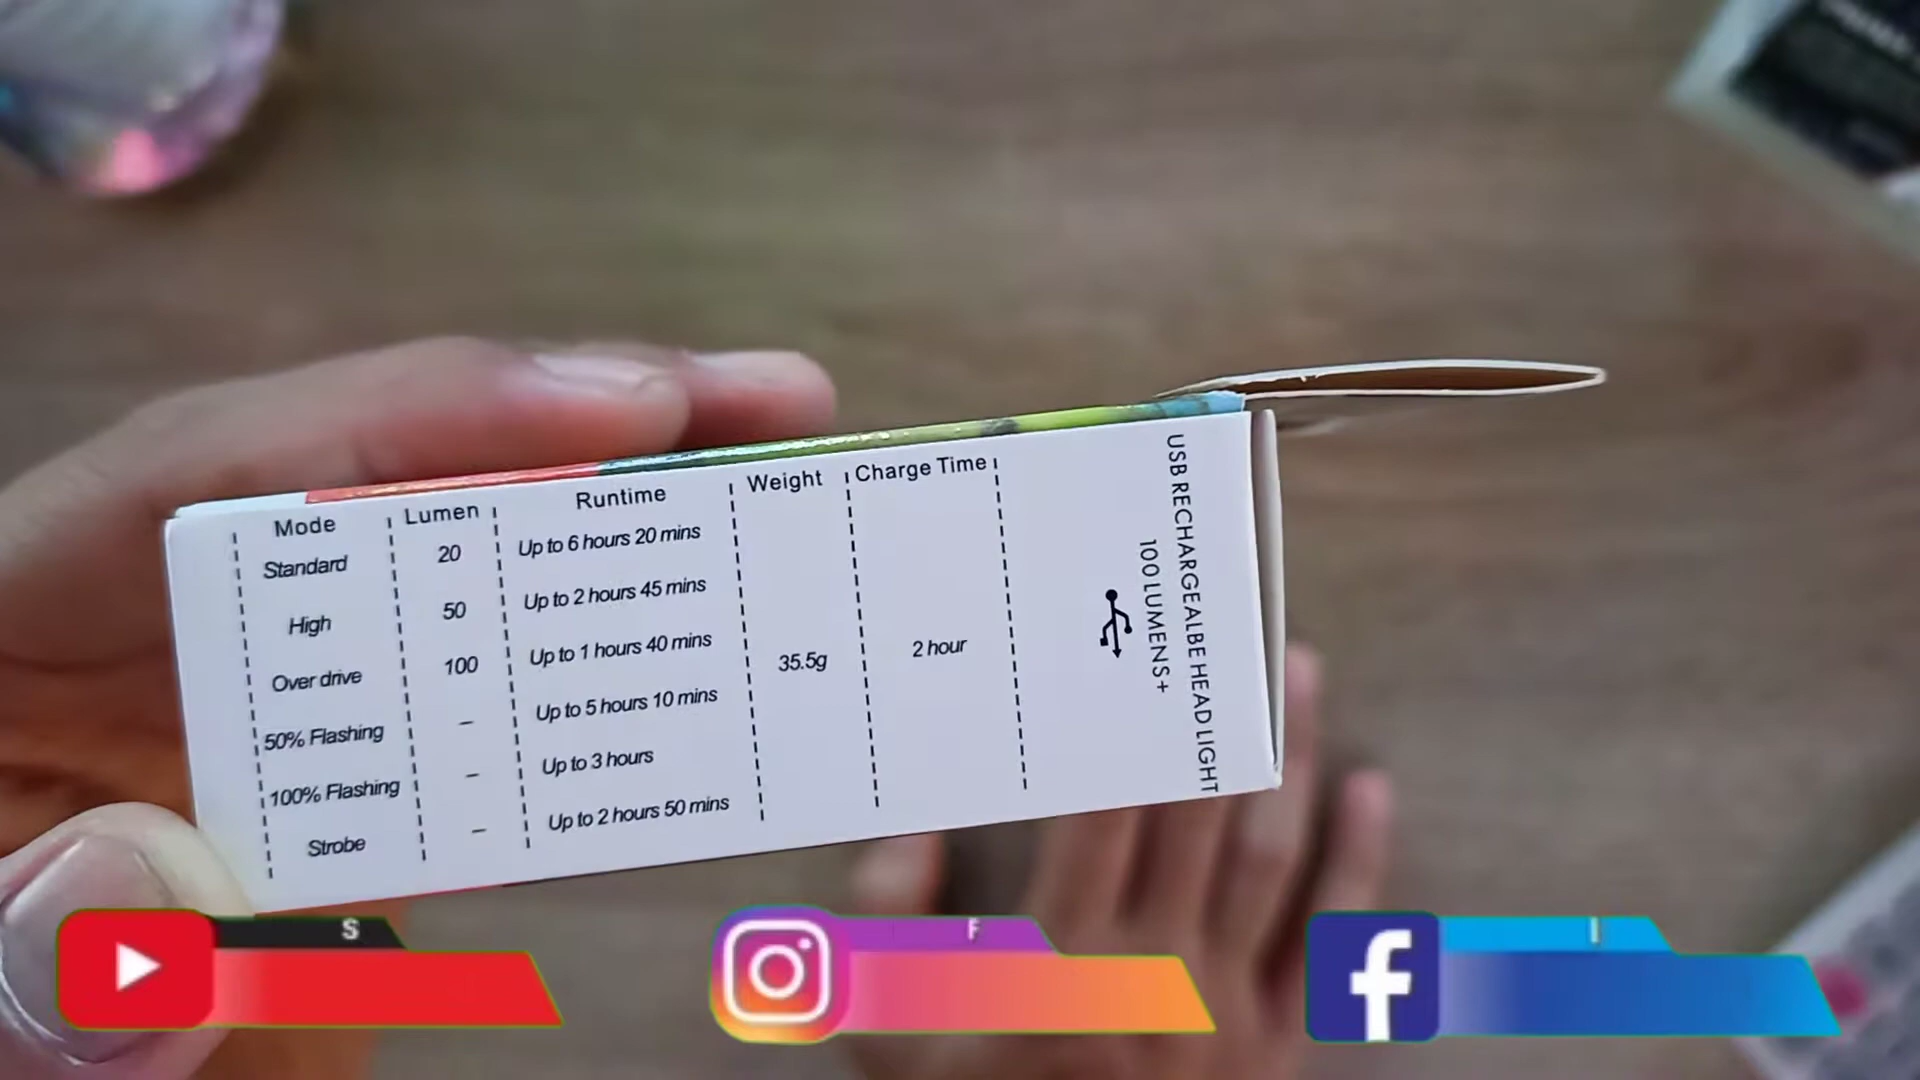 Mode Lumen Runtime Weight Charge Time
Standard 20 Up to 6 hours 20 mins
High 50 Up to 2 hours 45 mins
Over drive 100 Up to 1 hours 40 mins
35.5g 2 hour
50% Flashing – Up to 5 hours 10 mins
100% Flashing – Up to 3 hours
Strobe – Up to 2 hours 50 mins
USB RECHARGEALBE HEAD LIGHT
100 LUMENS+
S
F
I